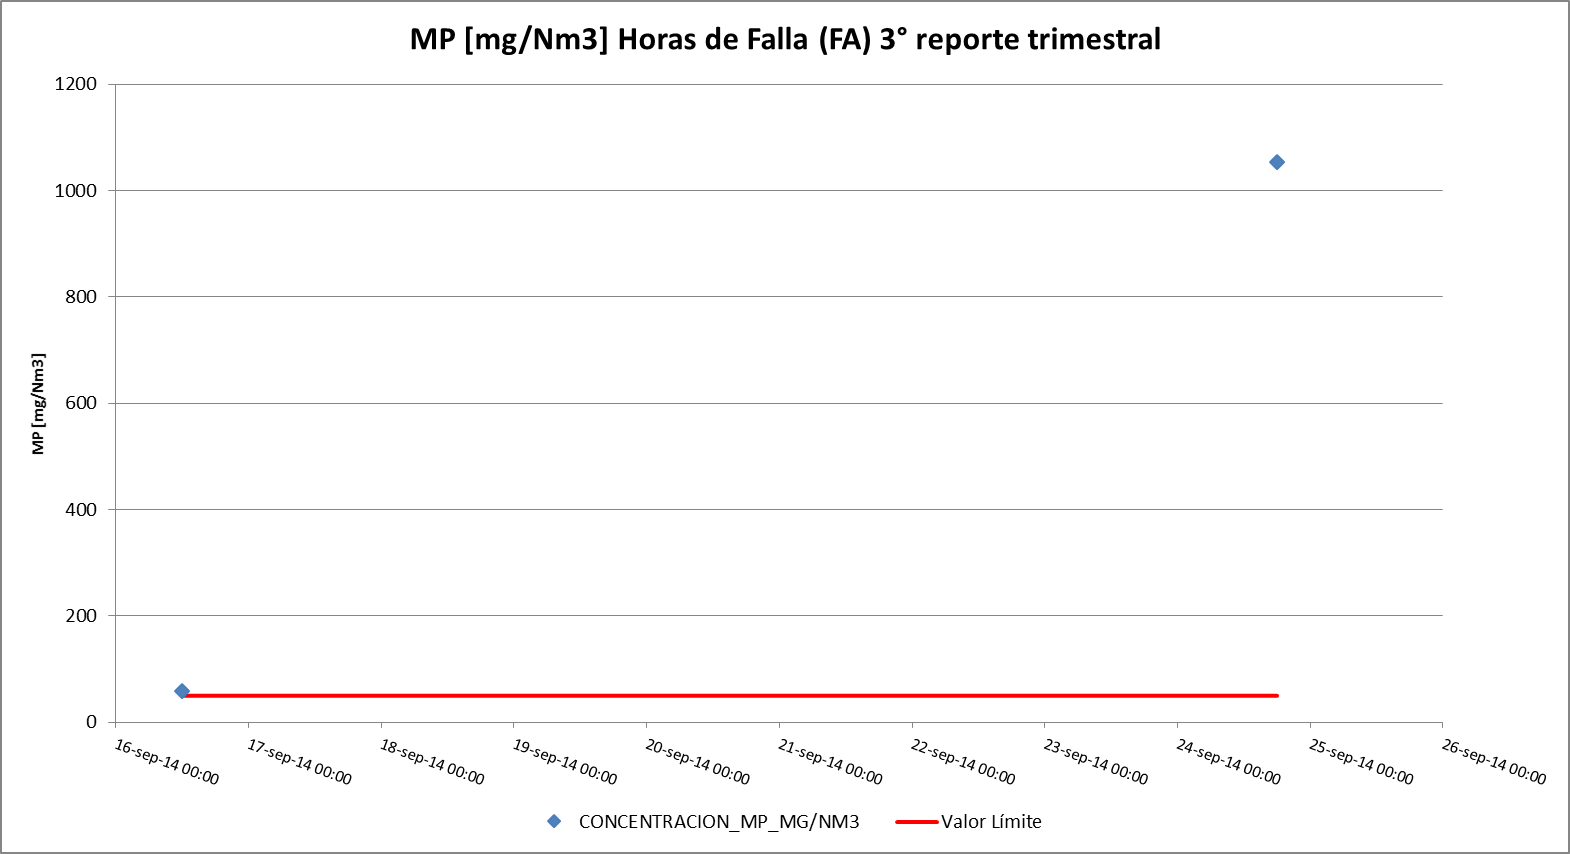 MP [mg/Nm3] Horas de Falla (FA) 3° reporte trimestral
1200
1000
800
600
400
200
0
MP [mg/Nm3]
16-sep-14 00:00
17-sep-14 00:00
18-sep-14 00:00
19-sep-14 00:00
20-sep-14 00:00
21-sep-14 00:00
22-sep-14 00:00
23-sep-14 00:00
24-sep-14 00:00
25-sep-14 00:00
26-sep-14 00:00
CONCENTRACION_MP_MG/NM3
Valor Límite